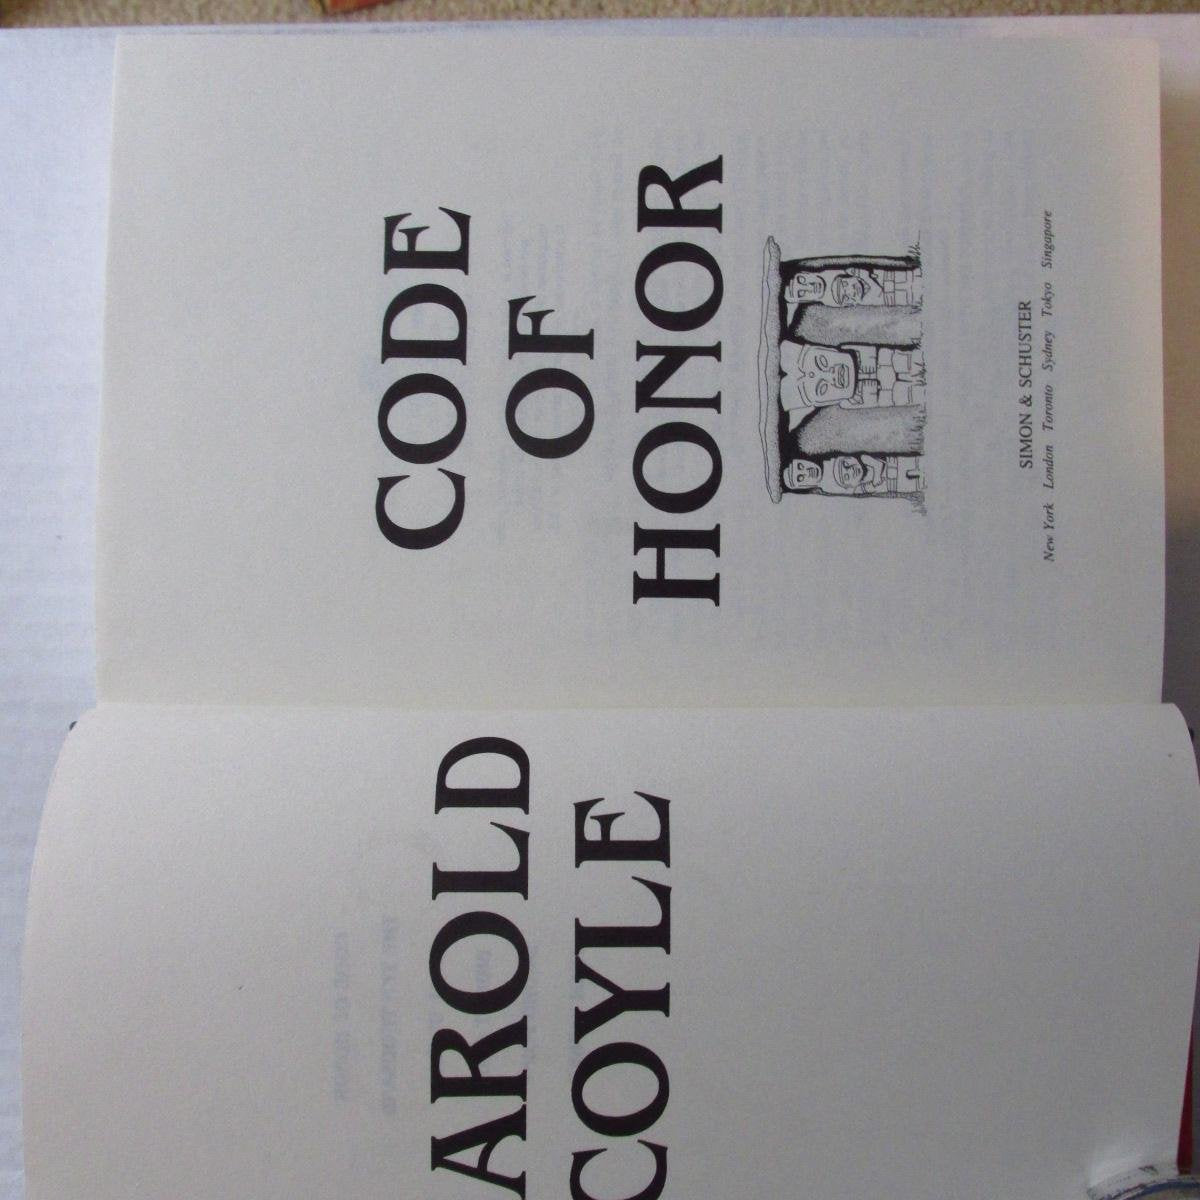 AROLD
COYLE
CODE
OF
HONOR
SIMON & SCHUSTER
New York London Toronto Sydney Tokyo Singapore